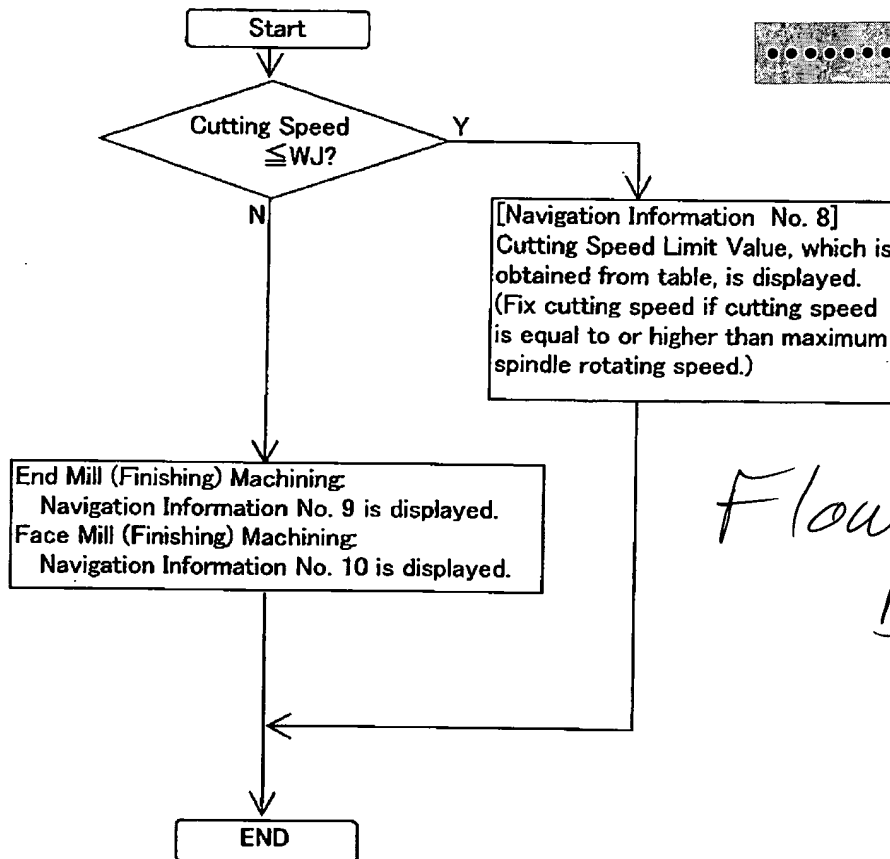 Start
Cutting Speed
≦WJ?
Y
N
[Navigation Information No. 8]
Cutting Speed Limit Value, which is
obtained from table, is displayed.
(Fix cutting speed if cutting speed
is equal to or higher than maximum
spindle rotating speed.)
End Mill (Finishing) Machining:
Navigation Information No. 9 is displayed.
Face Mill (Finishing) Machining:
Navigation Information No. 10 is displayed.
END